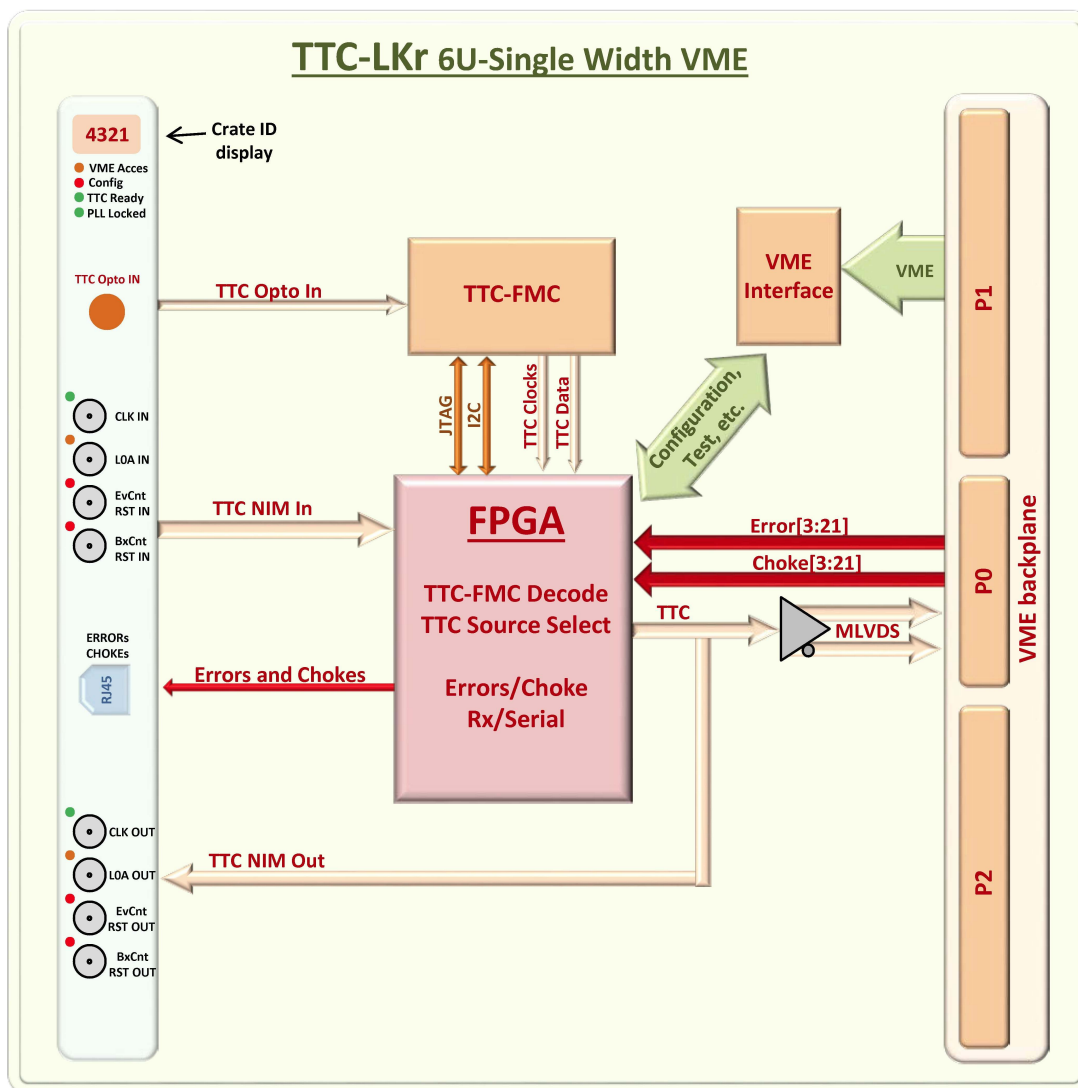 TTC-LKr 6U-Single Width VME
4321
Crate ID
display
VME Acces
Config
TTC Ready
PLL Locked
TTC Opto IN
TTC Opto In
TTC-FMC
VME
Interface
VME
P1
JTAG
I2C
TTC Clocks
TTC Data
Configuration,
Test, etc.
CLK IN
L0A IN
EvCnt
RST IN
BxCnt
RST IN
TTC NIM In
FPGA
TTC-FMC Decode
TTC Source Select
Errors/Choke
Rx/Serial
Error[3:21]
Choke[3:21]
TTC
MLVDS
P0
VME backplane
ERRORs
CHOKEs
RJ45
Errors and Chokes
P2
CLK OUT
L0A OUT
EvCnt
RST OUT
BxCnt
RST OUT
TTC NIM Out